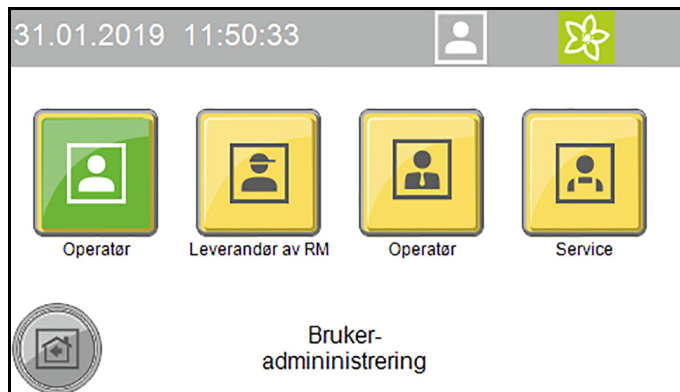 31.01.2019 11:50:33
Operatør
Leverandør av RM
Operatør
Service
Bruker-
admininistrering